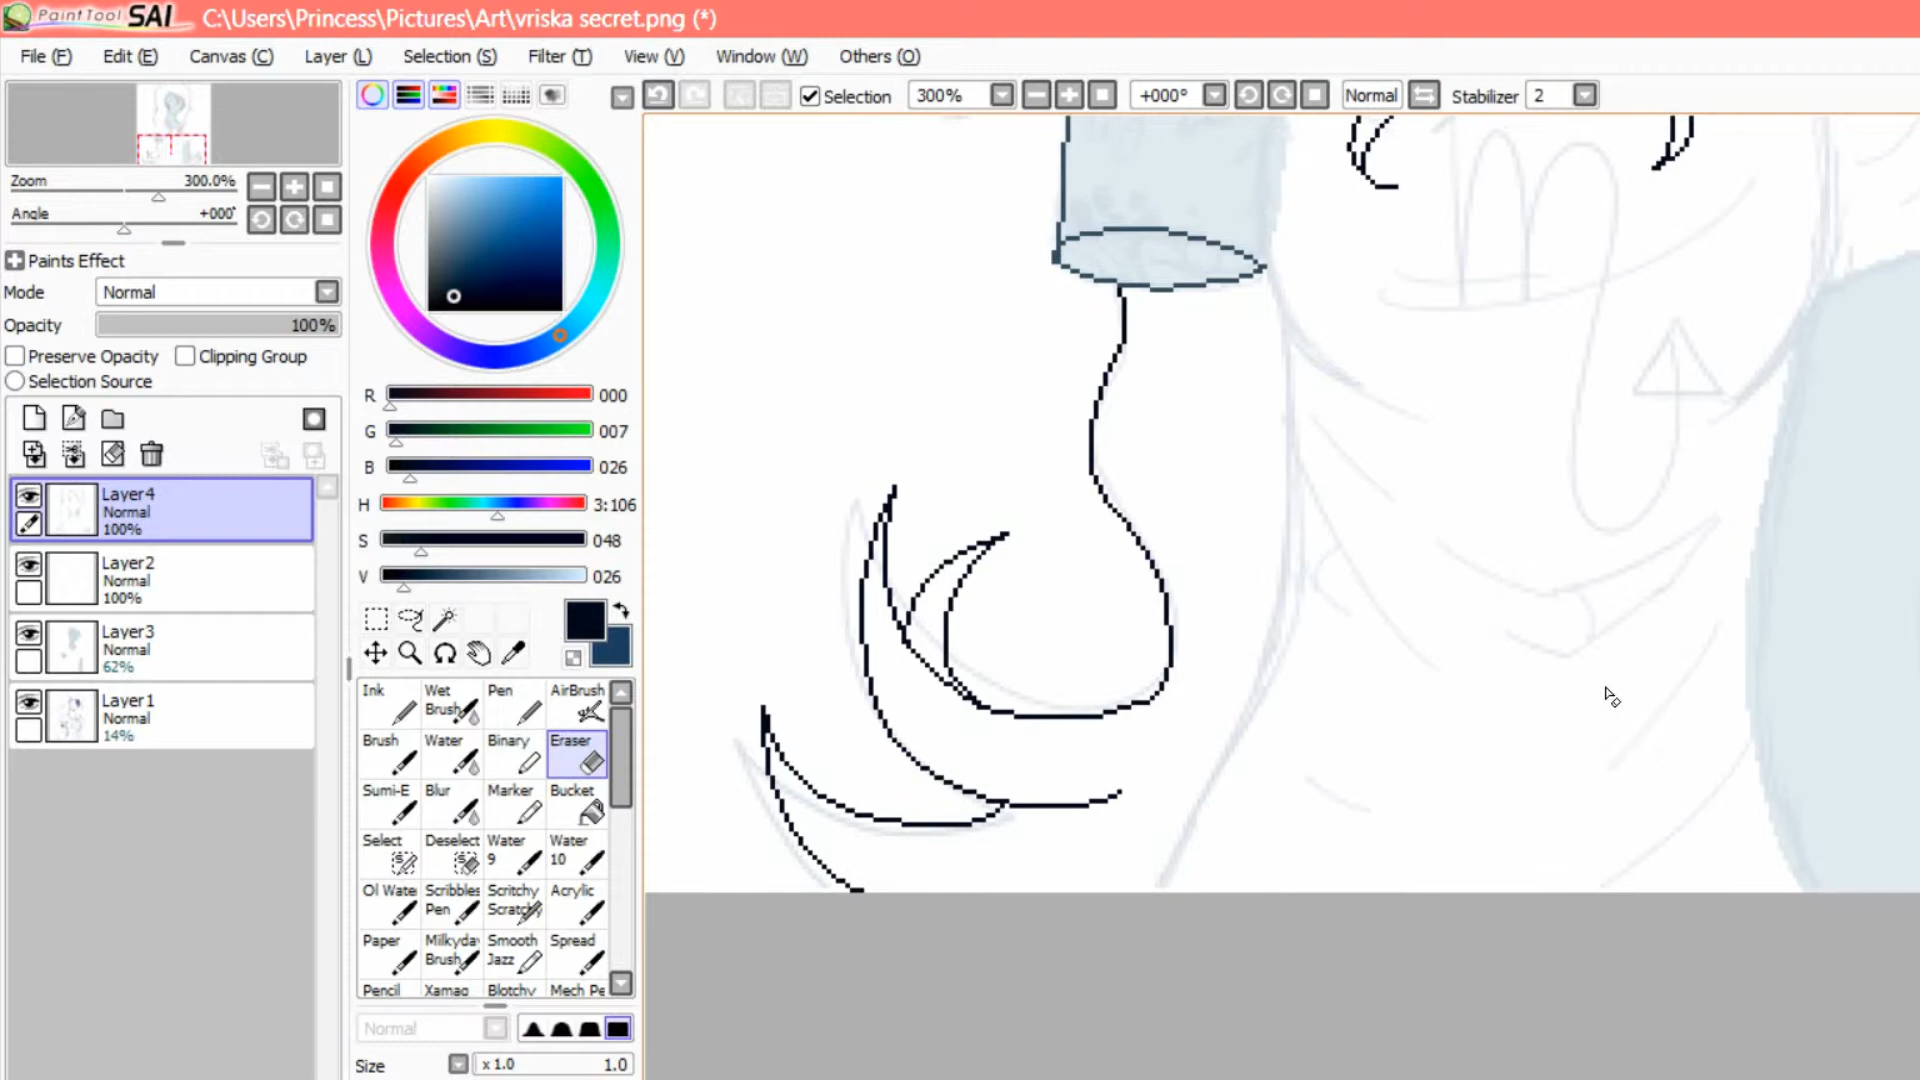 PaintTool SAI C:\Users\Princess\Pictures\Art\vriska secret.png (*)
File (F) Edit (E) Canvas (C) Layer (L) Selection (S) Filter (T) View (V) Window (W) Others (O)
Selection 300% +000° Normal Stabilizer 2
Zoom 300.0%
Angle +000°
Paints Effect
Mode Normal
Opacity 100%
Preserve Opacity Clipping Group
Selection Source
Layer4
Normal
100%
Layer2
Normal
100%
Layer3
Normal
62%
Layer1
Normal
14%
R 000
G 007
B 026
H 3:106
S 048
V 026
Ink Wet Brush Pen AirBrush
Brush Water Binary Eraser
Sumi-E Blur Marker Bucket
Select Deselect Water 9 Water 10
Ol Wate Scribbles Pen Scritchy Scratchy Acrylic
Paper Milkyda Brush Smooth Jazz Spread
Pencil Xamag Blotchy Mech Pe
Normal
Size x 1.0 1.0